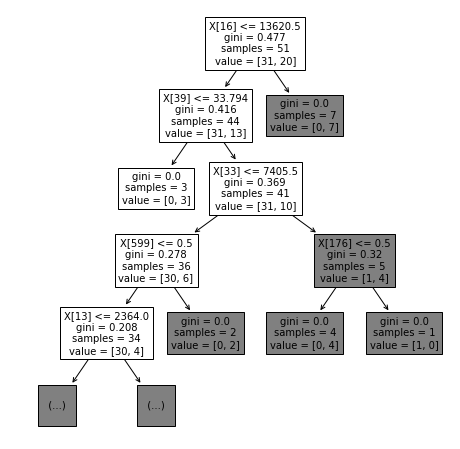 X[16] <= 13620.5
gini = 0.477
samples = 51
value = [31, 20]
X[39] <= 33.794
gini = 0.416
samples = 44
value = [31, 13]
gini = 0.0
samples = 7
value = [0, 7]
gini = 0.0
samples = 3
value = [0, 3]
X[33] <= 7405.5
gini = 0.369
samples = 41
value = [31, 10]
X[599] <= 0.5
gini = 0.278
samples = 36
value = [30, 6]
X[176] <= 0.5
gini = 0.32
samples = 5
value = [1, 4]
X[13] <= 2364.0
gini = 0.208
samples = 34
value = [30, 4]
gini = 0.0
samples = 2
value = [0, 2]
gini = 0.0
samples = 4
value = [0, 4]
gini = 0.0
samples = 1
value = [1, 0]
(...)
(...)